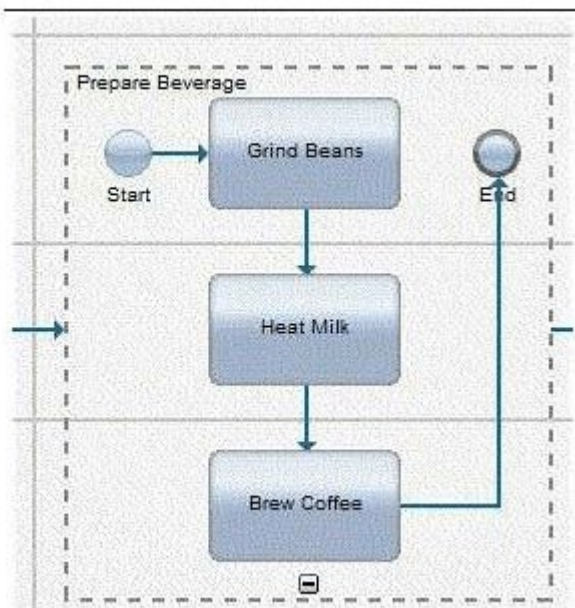 Prepare Beverage
Grind Beans
Start
End
Heat Milk
Brew Coffee